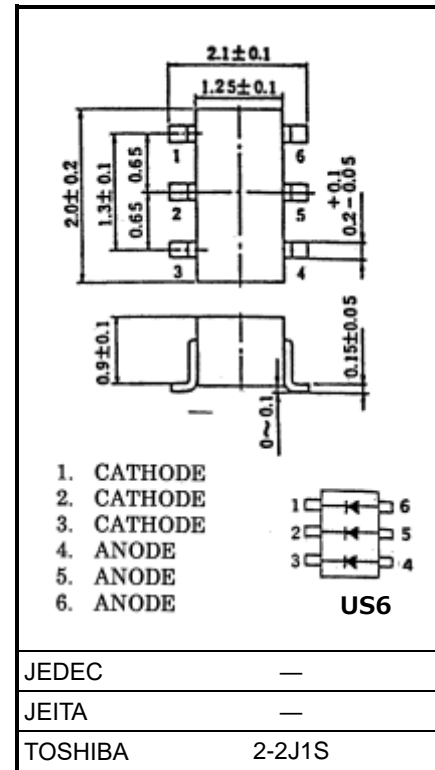 2.1±0.1
1.25±0.1
1 6
2 5
3 4
2.0±0.2
1.3±0.1
0.65
0.65
+0.1
0.2-0.05
0.9±0.1
0.15±0.05
0~0.1
1. CATHODE
2. CATHODE
3. CATHODE
4. ANODE
5. ANODE
6. ANODE
1 6
2 5
3 4
US6
JEDEC —
JEITA —
TOSHIBA 2-2J1S